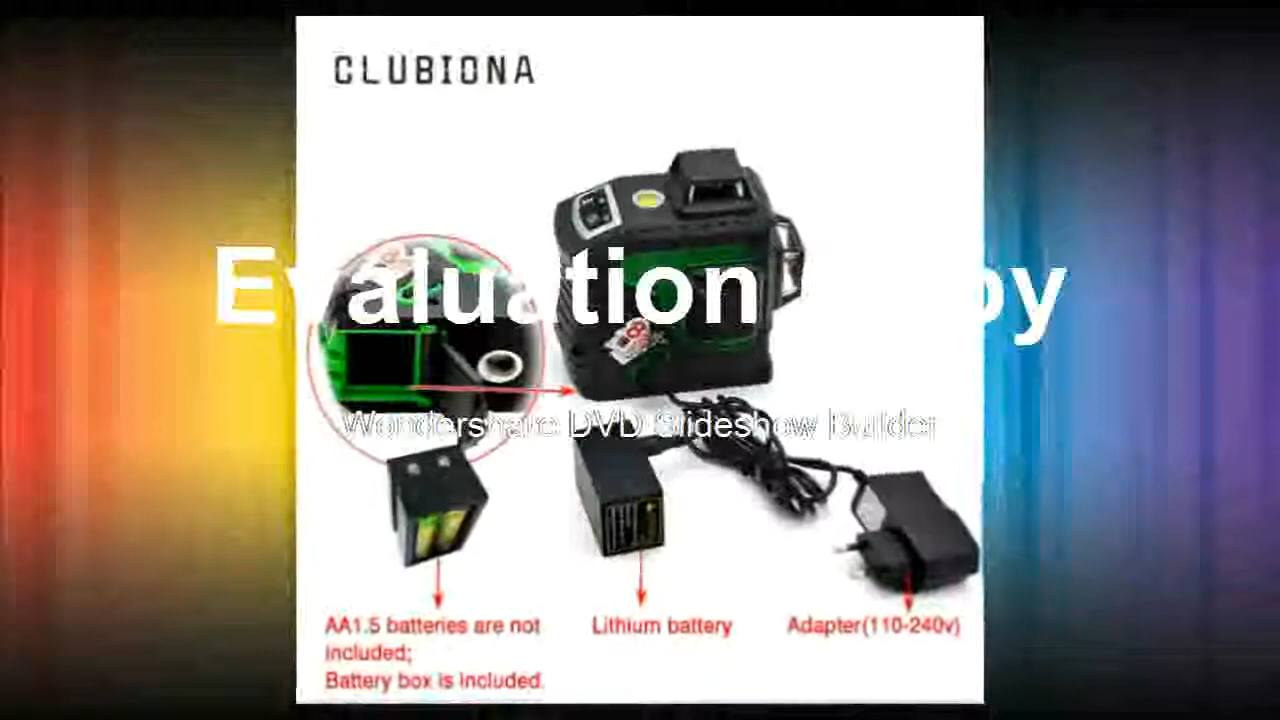 CLUBIONA
Evaluation py
Wondershare DVD Slideshow Builder
AA1.5 batteries are not
included;
Battery box is included.
Lithium battery
Adapter(110-240v)